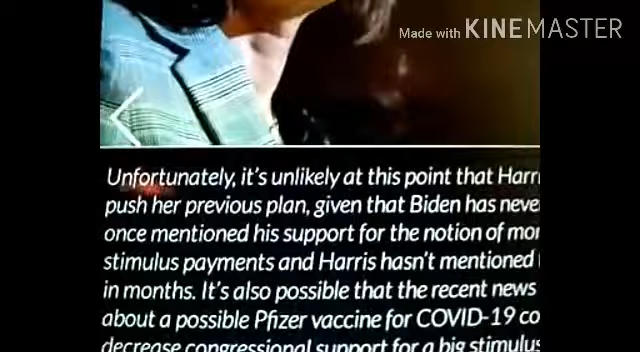 Made with KINEMASTER
Unfortunately, it's unlikely at this point that Harri
push her previous plan, given that Biden has neve
once mentioned his support for the notion of mor
stimulus payments and Harris hasn't mentioned
in months. It's also possible that the recent news
about a possible Pfizer vaccine for COVID-19 co
decrease congressional support for a big stimulus